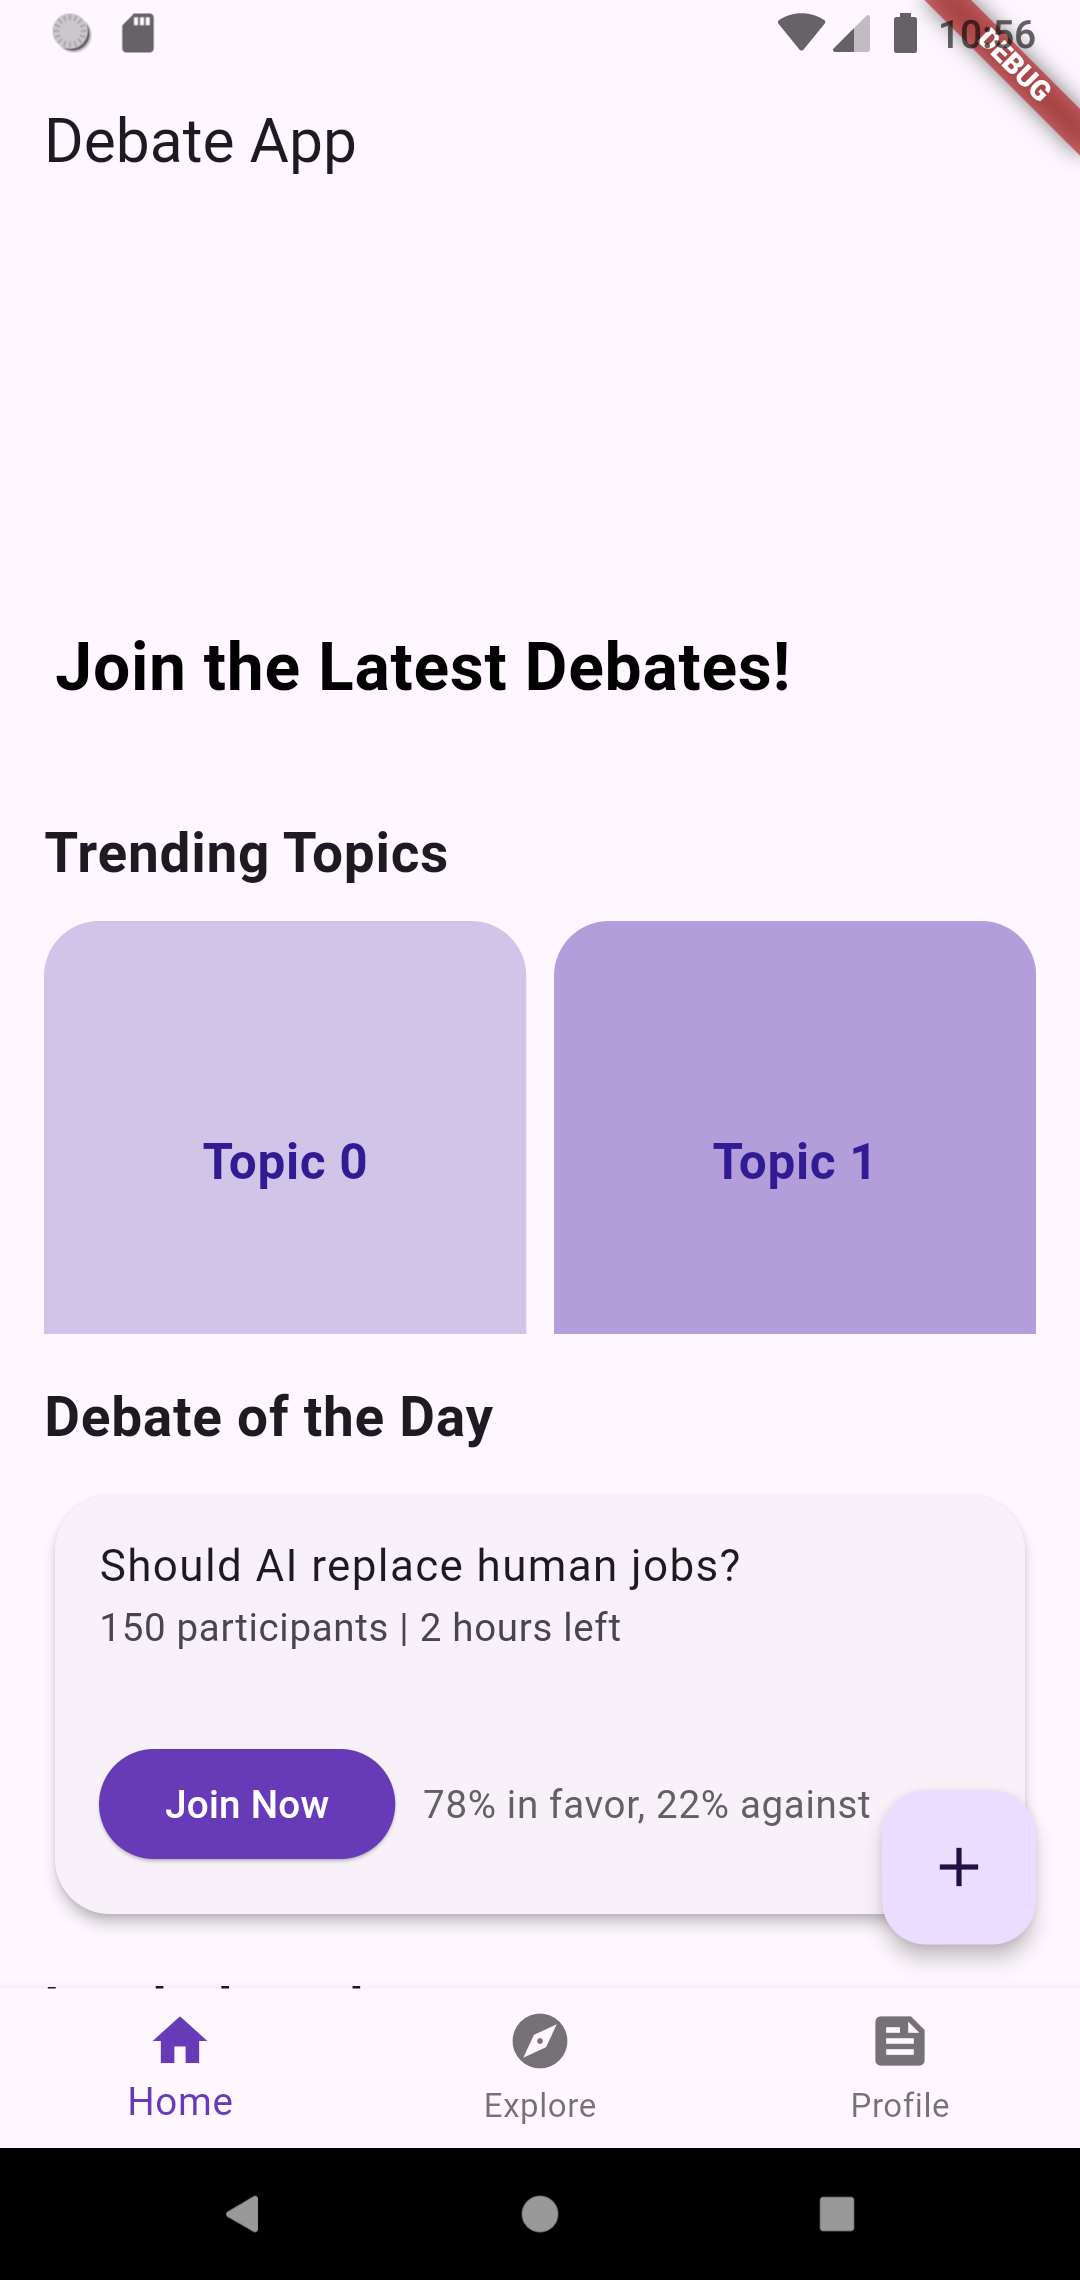 10:56
DEBUG
Debate App
Join the Latest Debates!
Trending Topics
Topic 0
Topic 1
Debate of the Day
Should AI replace human jobs?
150 participants | 2 hours left
Join Now
78% in favor, 22% against
Home
Explore
Profile